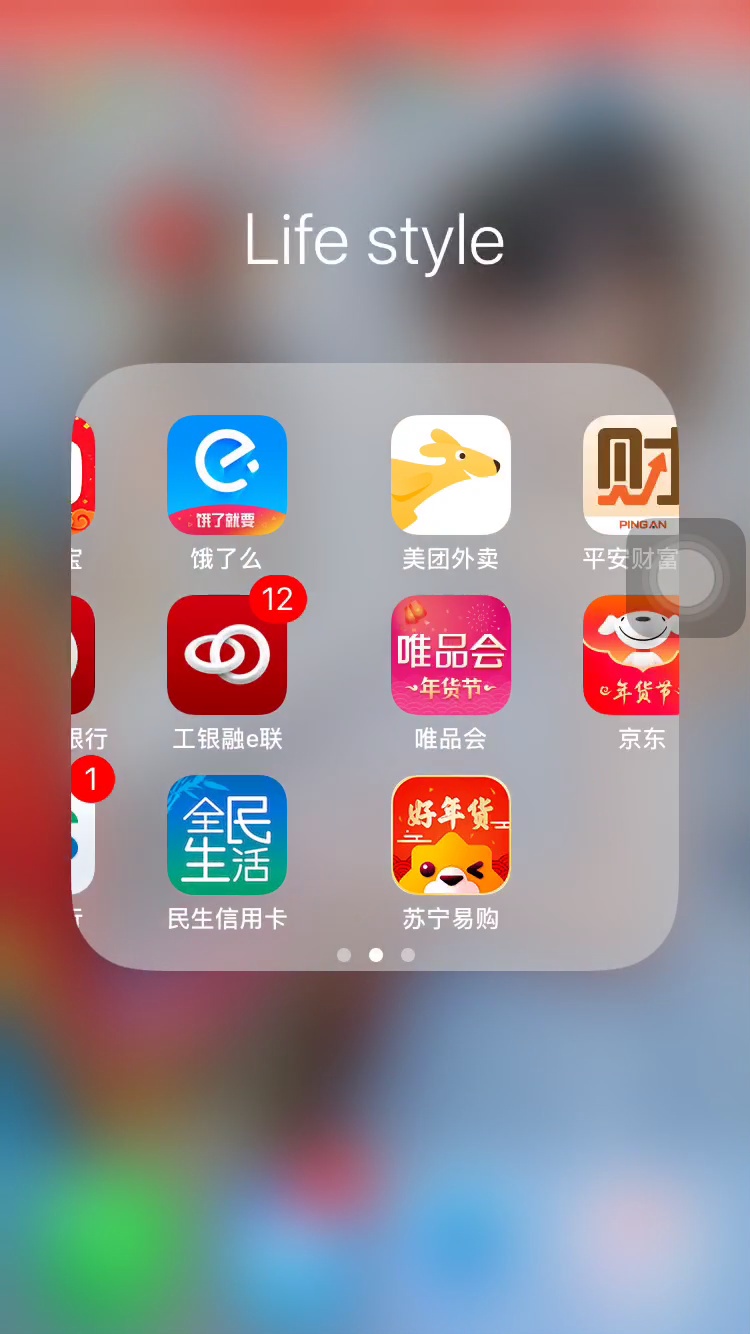 Life style
饿了就要
PINGAN
宝
饿了么
美团外卖
平安财富
12
唯品会
年货节
年货节
银行
工银融e联
唯品会
京东
1
全民
生活
好年货
行
民生信用卡
苏宁易购